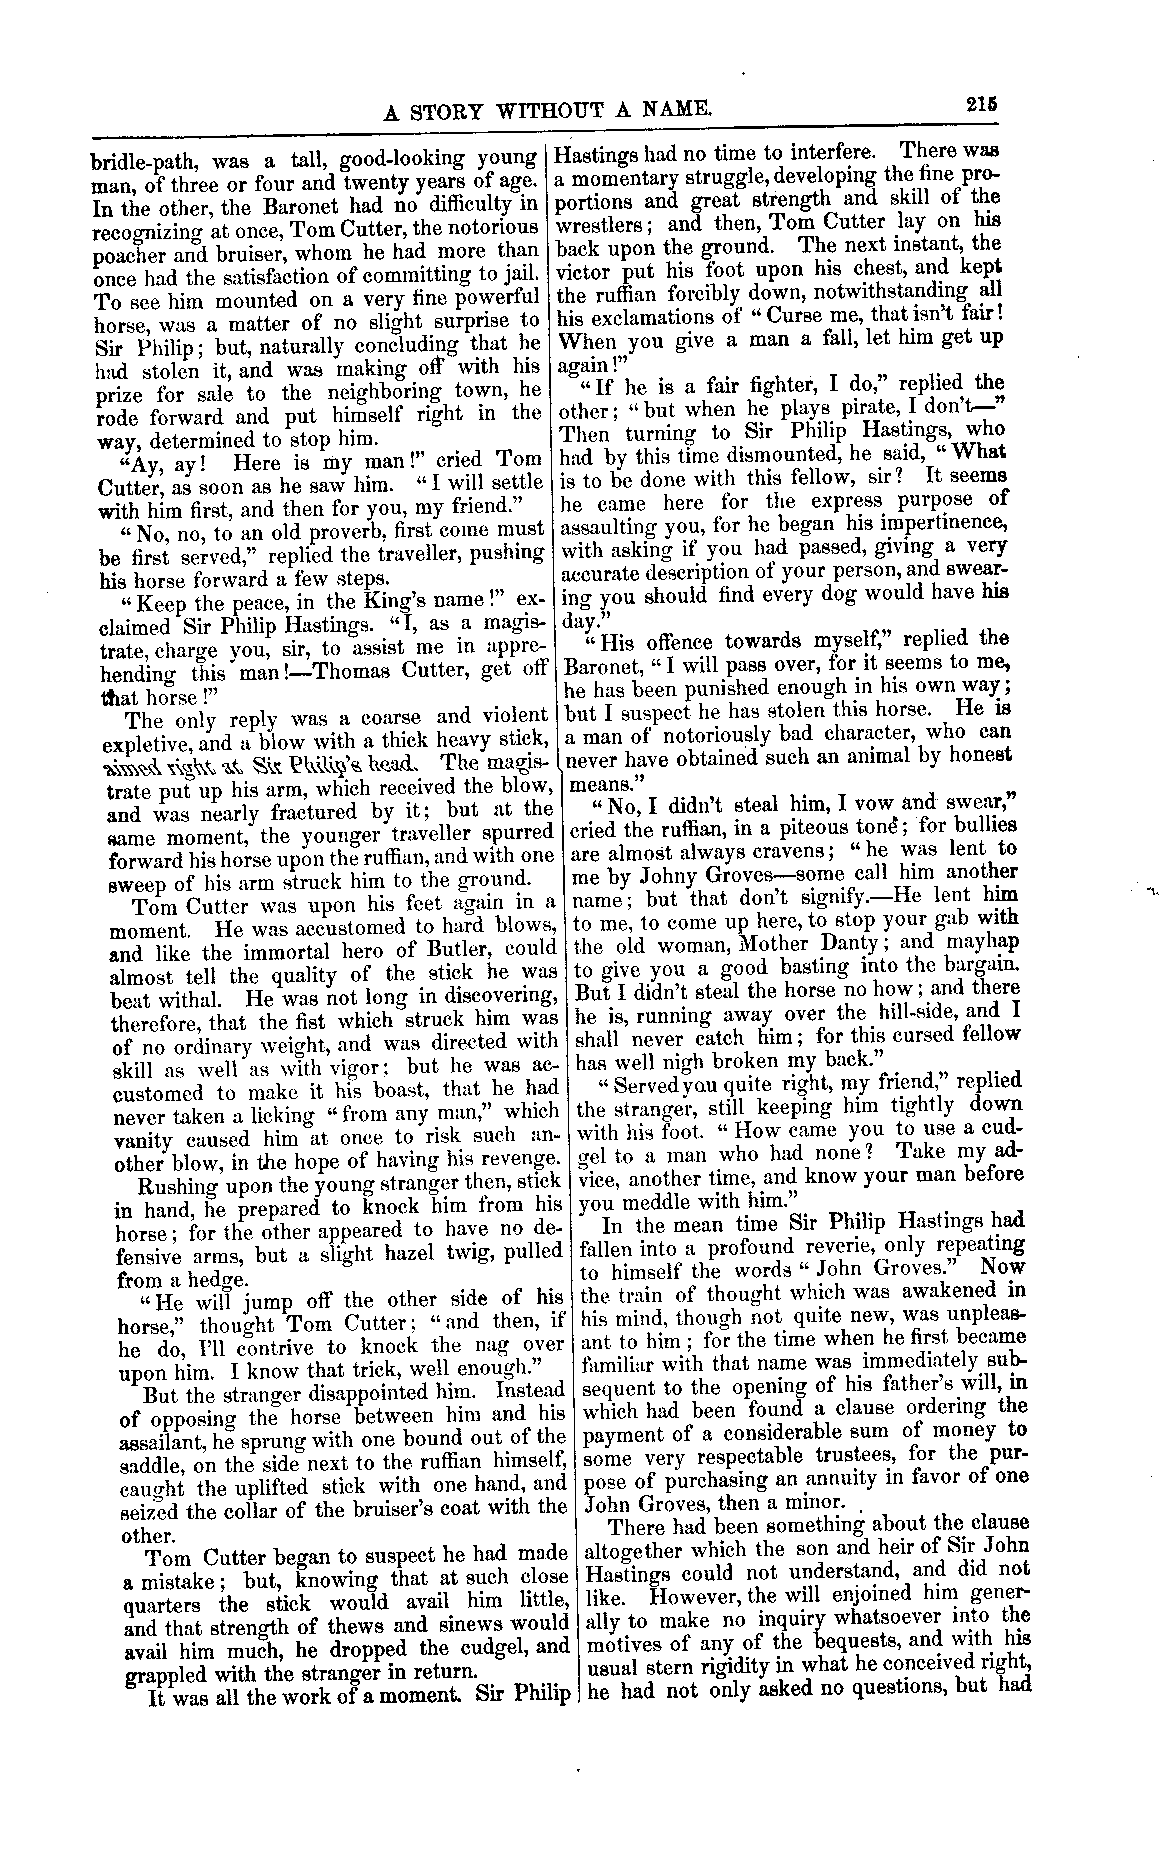 A STORY WITHOUT A NAME.
215
bridle-path, was a tall, good-looking young
man, of three or four and twenty years of age.
In the other, the Baronet had no difficulty in
recognizing at once, Tom Cutter, the notorious
poacher and bruiser, whom he had more than
once had the satisfaction of committing to jail.
To see him mounted on a very fine powerful
horse, was a matter of no slight surprise to
Sir Philip; but, naturally concluding that he
had stolen it, and was making off with his
prize for sale to the neighboring town, he
rode forward and put himself right in the
way, determined to stop him.
“Ay, ay! Here is my man!” cried Tom
Cutter, as soon as he saw him. “I will settle
with him first, and then for you, my friend.”
“No, no, to an old proverb, first come must
be first served,” replied the traveller, pushing
his horse forward a few steps.
“Keep the peace, in the King's name!” ex-
claimed Sir Philip Hastings. “I, as a magis-
trate, charge you, sir, to assist me in appre-
hending this man!—Thomas Cutter, get off
that horse!”
The only reply was a coarse and violent
expletive, and a blow with a thick heavy stick,
aimed right at Sir Philip's head. The magis-
trate put up his arm, which received the blow,
and was nearly fractured by it; but at the
same moment, the younger traveller spurred
forward his horse upon the ruffian, and with one
sweep of his arm struck him to the ground.
Tom Cutter was upon his feet again in a
moment. He was accustomed to hard blows,
and like the immortal hero of Butler, could
almost tell the quality of the stick he was
beat withal. He was not long in discovering,
therefore, that the fist which struck him was
of no ordinary weight, and was directed with
skill as well as with vigor; but he was ac-
customed to make it his boast, that he had
never taken a licking “from any man,” which
vanity caused him at once to risk such an-
other blow, in the hope of having his revenge.
Rushing upon the young stranger then, stick
in hand, he prepared to knock him from his
horse; for the other appeared to have no de-
fensive arms, but a slight hazel twig, pulled
from a hedge.
“He will jump off the other side of his
horse,” thought Tom Cutter; “and then, if
he do, I'll contrive to knock the nag over
upon him. I know that trick, well enough.”
But the stranger disappointed him. Instead
of opposing the horse between him and his
assailant, he sprung with one bound out of the
saddle, on the side next to the ruffian himself,
caught the uplifted stick with one hand, and
seized the collar of the bruiser's coat with the
other.
Tom Cutter began to suspect he had made
a mistake; but, knowing that at such close
quarters the stick would avail him little,
and that strength of thews and sinews would
avail him much, he dropped the cudgel, and
grappled with the stranger in return.
It was all the work of a moment. Sir Philip
Hastings had no time to interfere. There was
a momentary struggle, developing the fine pro-
portions and great strength and skill of the
wrestlers; and then, Tom Cutter lay on his
back upon the ground. The next instant, the
victor put his foot upon his chest, and kept
the ruffian forcibly down, notwithstanding all
his exclamations of “Curse me, that isn't fair!
When you give a man a fall, let him get up
again!”
“If he is a fair fighter, I do,” replied the
other; “but when he plays pirate, I don't—”
Then turning to Sir Philip Hastings, who
had by this time dismounted, he said, “What
is to be done with this fellow, sir? It seems
he came here for the express purpose of
assaulting you, for he began his impertinence,
with asking if you had passed, giving a very
accurate description of your person, and swear-
ing you should find every dog would have his
day.”
“His offence towards myself,” replied the
Baronet, “I will pass over, for it seems to me,
he has been punished enough in his own way;
but I suspect he has stolen this horse. He is
a man of notoriously bad character, who can
never have obtained such an animal by honest
means.”
“No, I didn't steal him, I vow and swear,”
cried the ruffian, in a piteous tone; for bullies
are almost always cravens; “he was lent to
me by Johny Groves—some call him another
name; but that don't signify.—He lent him
to me, to come up here, to stop your gab with
the old woman, Mother Danty; and mayhap
to give you a good basting into the bargain.
But I didn't steal the horse no how; and there
he is, running away over the hill-side, and I
shall never catch him; for this cursed fellow
has well nigh broken my back.”
“Served you quite right, my friend,” replied
the stranger, still keeping him tightly down
with his foot. “How came you to use a cud-
gel to a man who had none? Take my ad-
vice, another time, and know your man before
you meddle with him.”
In the mean time Sir Philip Hastings had
fallen into a profound reverie, only repeating
to himself the words “John Groves.” Now
the train of thought which was awakened in
his mind, though not quite new, was unpleas-
ant to him; for the time when he first became
familiar with that name was immediately sub-
sequent to the opening of his father's will, in
which had been found a clause ordering the
payment of a considerable sum of money to
some very respectable trustees, for the pur-
pose of purchasing an annuity in favor of one
John Groves, then a minor.
There had been something about the clause
altogether which the son and heir of Sir John
Hastings could not understand, and did not
like. However, the will enjoined him gener-
ally to make no inquiry whatsoever into the
motives of any of the bequests, and with his
usual stern rigidity in what he conceived right,
he had not only asked no questions, but had